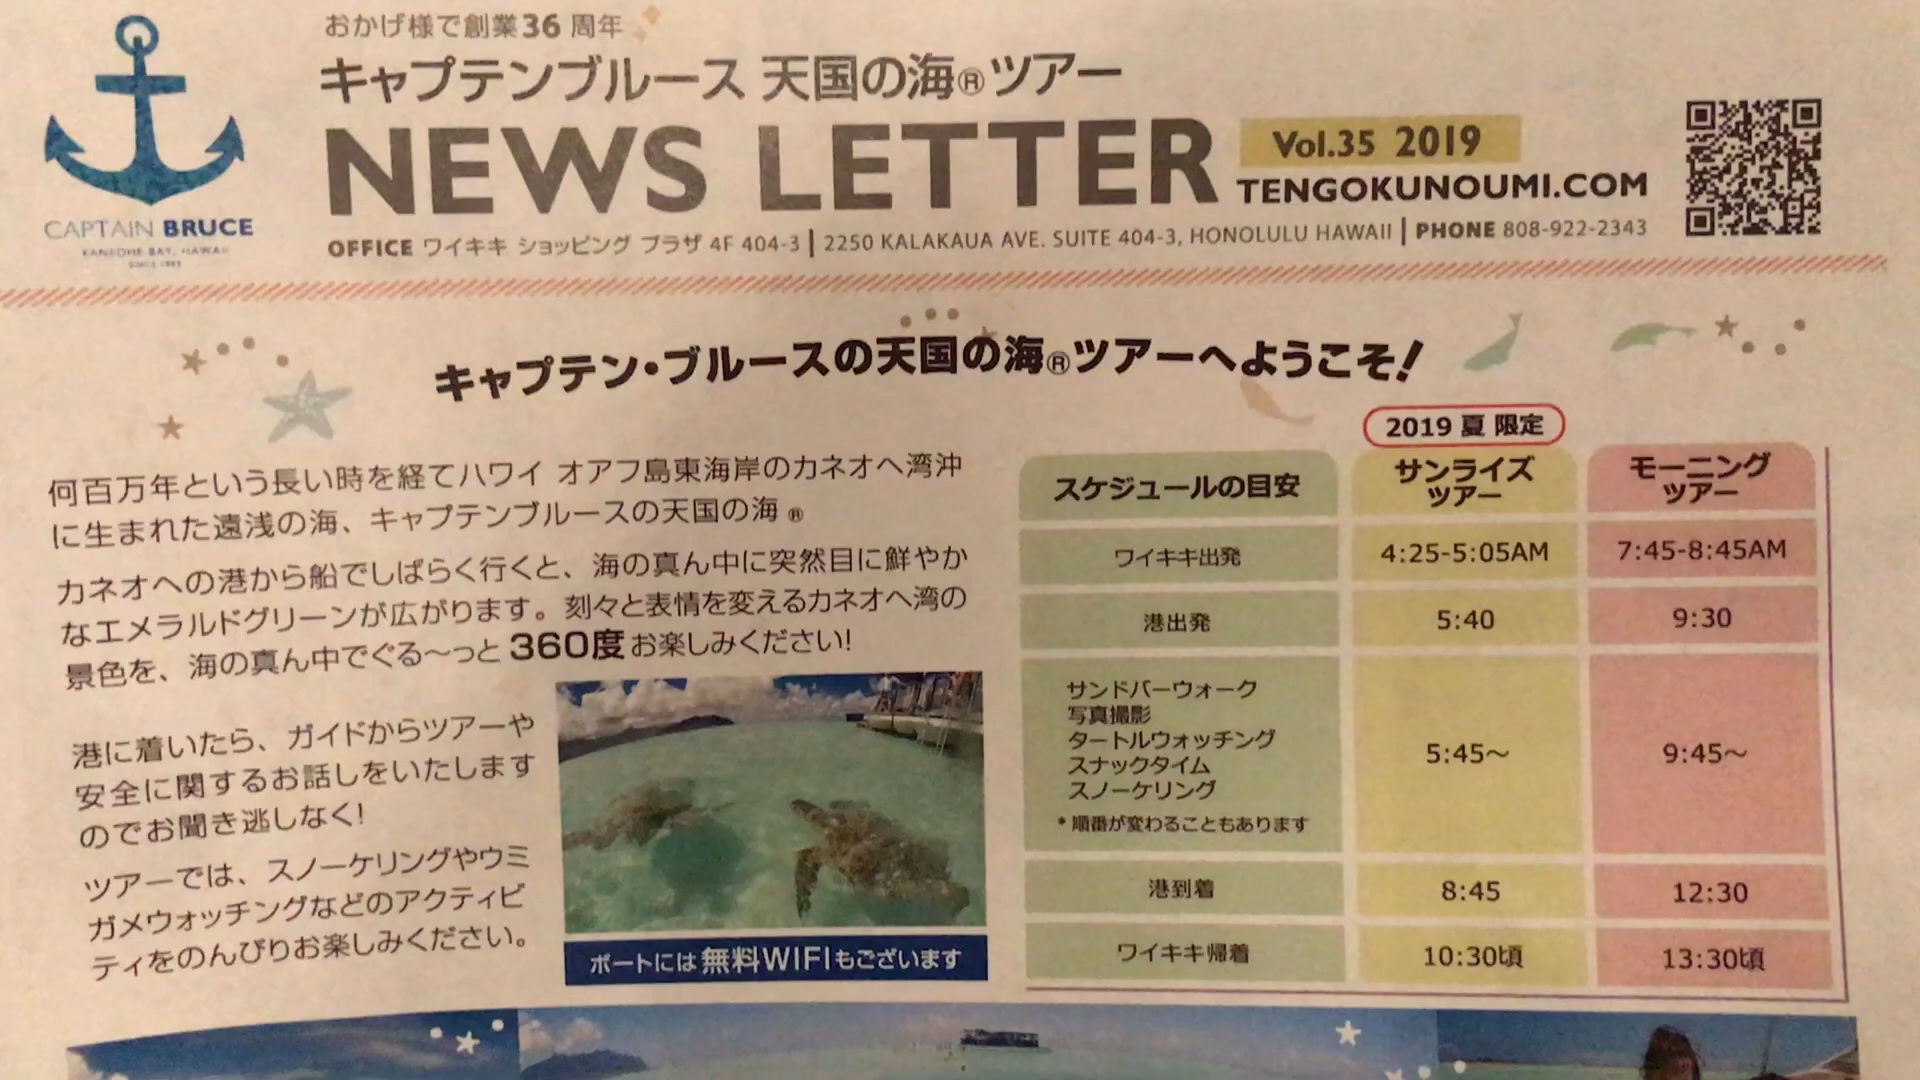 おかげ様で創業36周年
キャプテンブルース 天国の海®ツアー
NEWS LETTER
Vol.35 2019
TENGOKUNOUMI.COM
CAPTAIN BRUCE
KANEOHE BAY, HAWAII
OFFICE ワイキキ ショッピング プラザ 4F 404-3 | 2250 KALAKAUA AVE. SUITE 404-3, HONOLULU HAWAII | PHONE 808-922-2343
キャプテン・ブルースの天国の海®ツアーへようこそ!
何百万年という長い時を経てハワイ オアフ島東海岸のカネオヘ湾沖
に生まれた遠浅の海、キャプテンブルースの天国の海®
カネオヘの港から船でしばらく行くと、海の真ん中に突然目に鮮やか
なエメラルドグリーンが広がります。刻々と表情を変えるカネオヘ湾の
景色を、海の真ん中でぐる〜っと360度お楽しみください!
港に着いたら、ガイドからツアーや
安全に関するお話しをいたします
のでお聞き逃しなく!
ツアーでは、スノーケリングやウミ
ガメウォッチングなどのアクティビ
ティをのんびりお楽しみください。
ボートには無料WIFIもございます
2019 夏 限定
スケジュールの目安
サンライズ
ツアー
モーニング
ツアー
ワイキキ出発 4:25-5:05AM 7:45-8:45AM
港出発 5:40 9:30
サンドバーウォーク
写真撮影
タートルウォッチング
スナックタイム
スノーケリング
*順番が変わることもあります
5:45〜 9:45〜
港到着 8:45 12:30
ワイキキ帰着 10:30頃 13:30頃